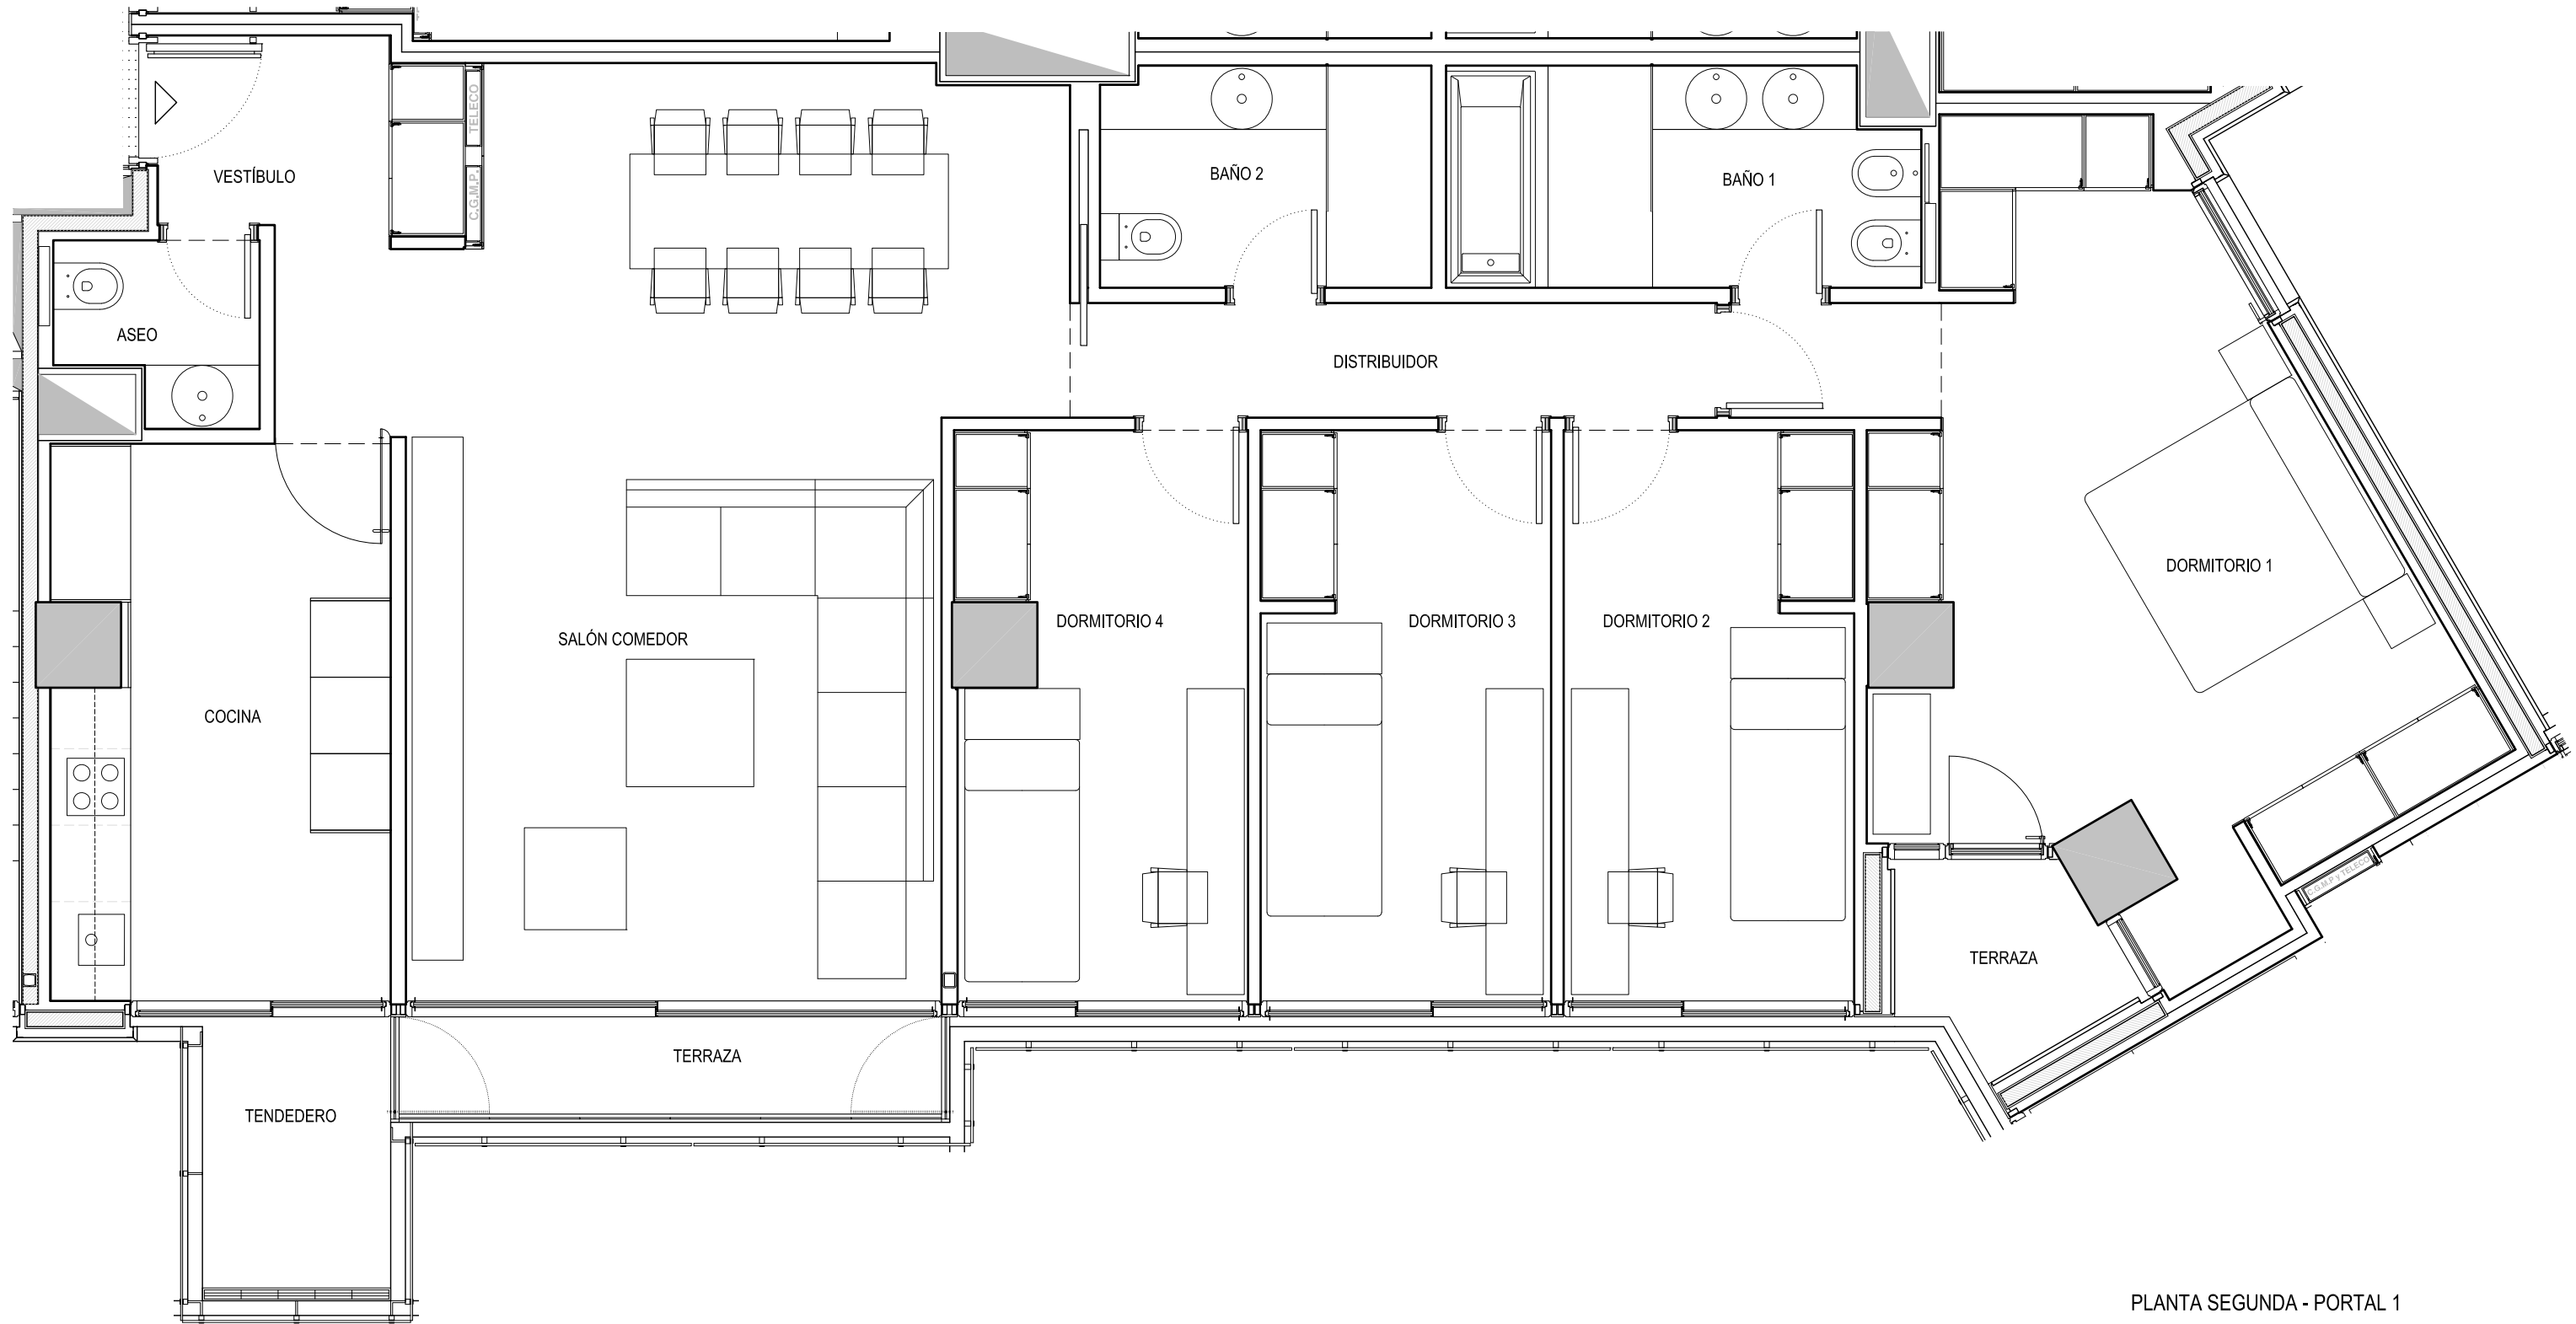 TELECO
C.G.M.P.
VESTÍBULO
BAÑO 2
BAÑO 1
ASEO
DISTRIBUIDOR
DORMITORIO 1
SALÓN COMEDOR
DORMITORIO 4
DORMITORIO 3
DORMITORIO 2
COCINA
C.G.M.P y TELECO
TERRAZA
TERRAZA
TENDEDERO
PLANTA SEGUNDA - PORTAL 1